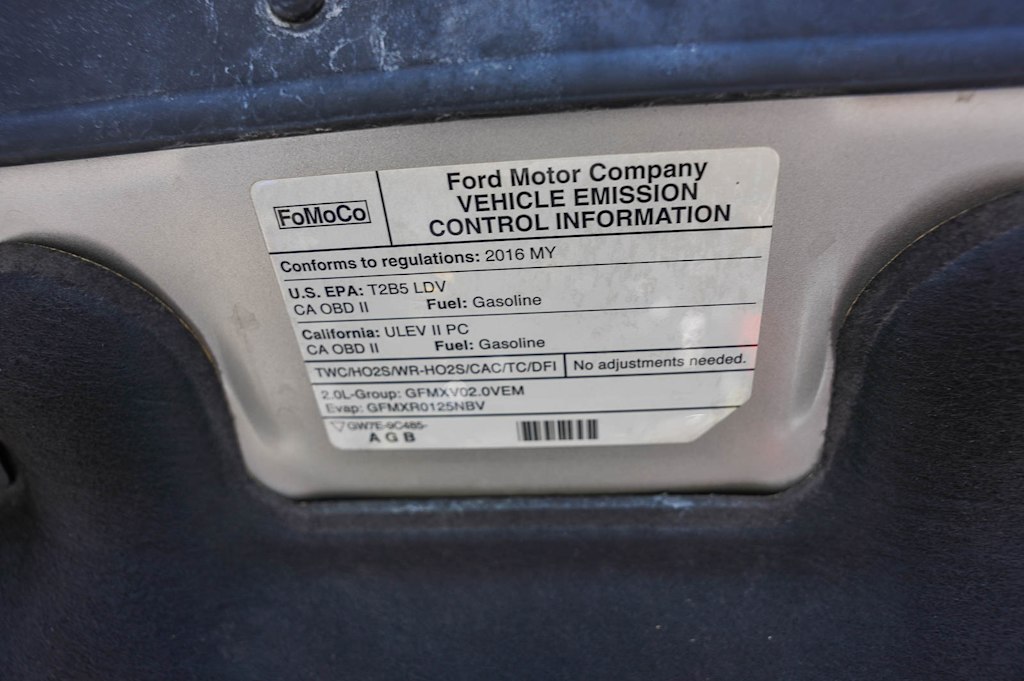 FoMoCo
Ford Motor Company
VEHICLE EMISSION
CONTROL INFORMATION
Conforms to regulations: 2016 MY
U.S. EPA: T2B5 LDV
CA OBD II Fuel: Gasoline
California: ULEV II PC
CA OBD II Fuel: Gasoline
TWC/HO2S/WR-HO2S/CAC/TC/DFI No adjustments needed.
2.0L-Group: GFMXV02.0VEM
Evap: GFMXR0125NBV
GW7E-9C485-
A G B